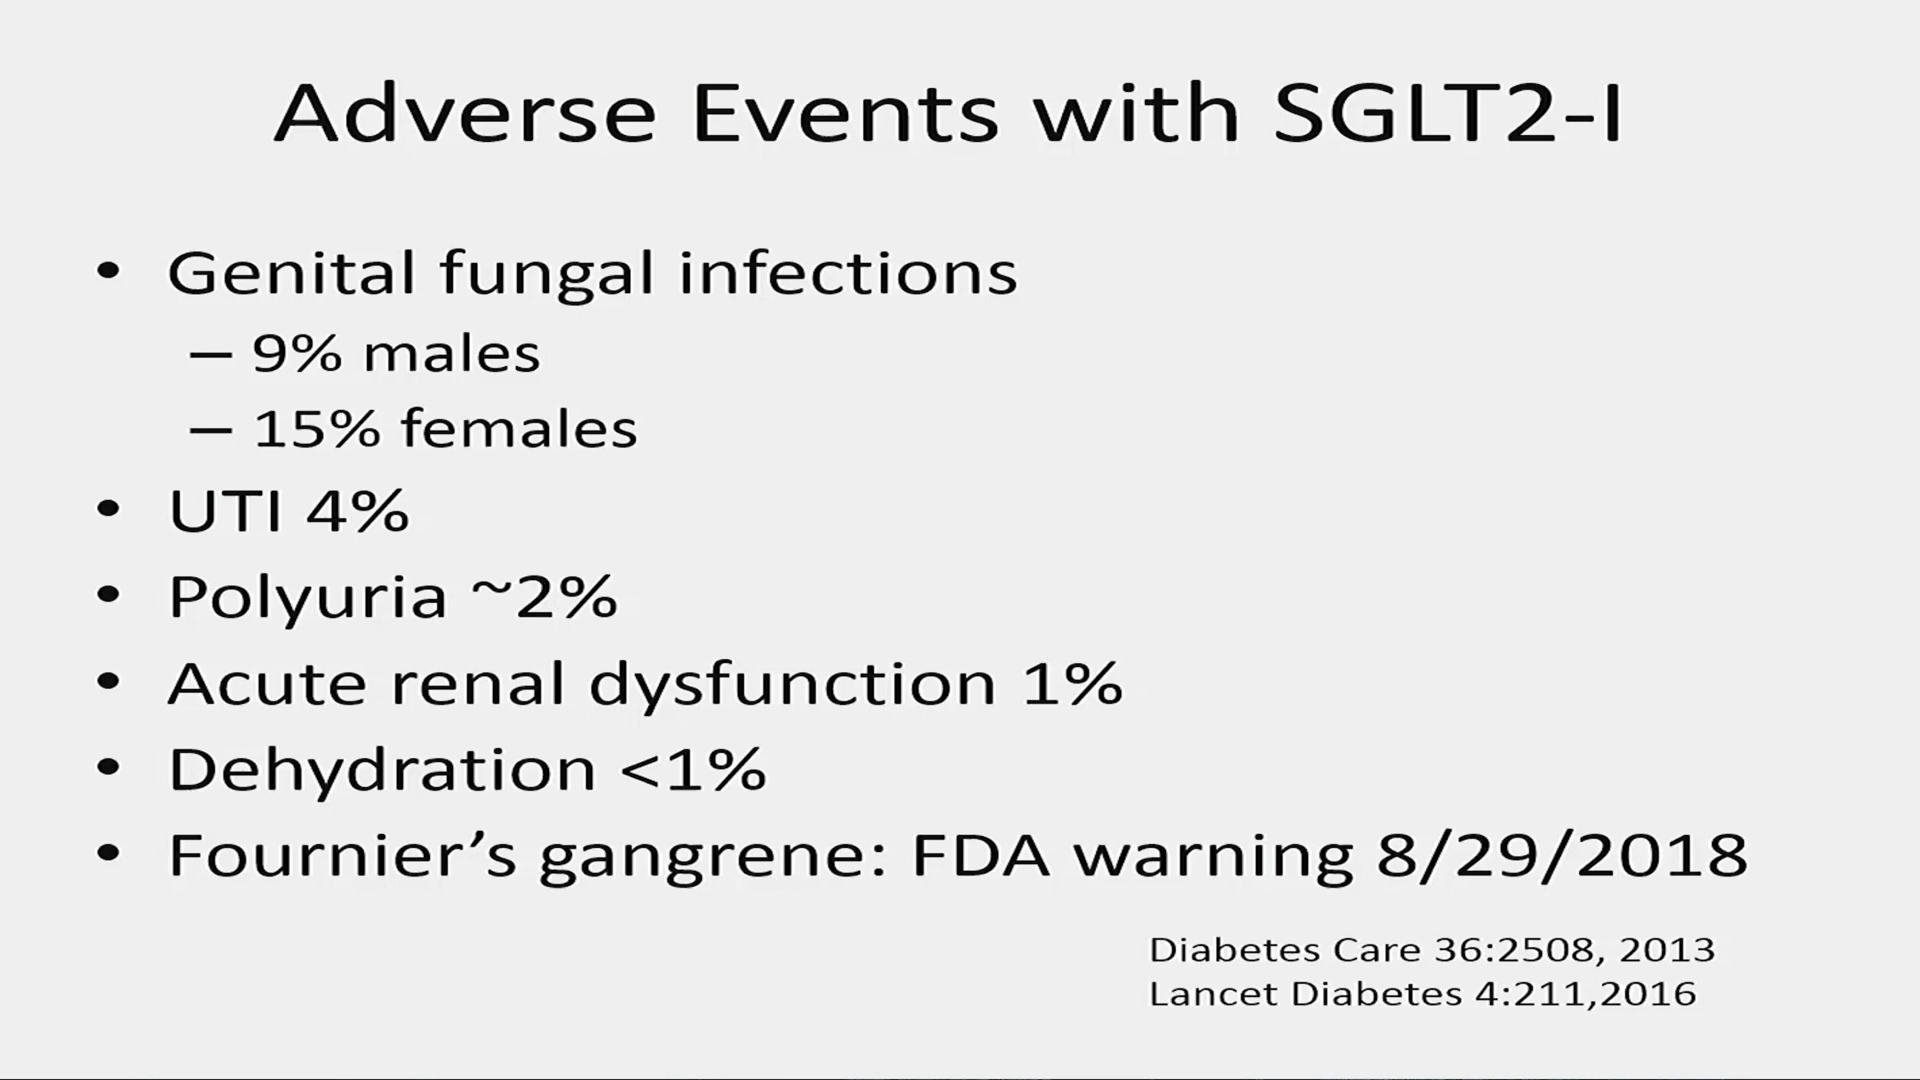 Adverse Events with SGLT2-I
• Genital fungal infections
– 9% males
– 15% females
• UTI 4%
• Polyuria ~2%
• Acute renal dysfunction 1%
• Dehydration <1%
• Fournier’s gangrene: FDA warning 8/29/2018
Diabetes Care 36:2508, 2013
Lancet Diabetes 4:211,2016